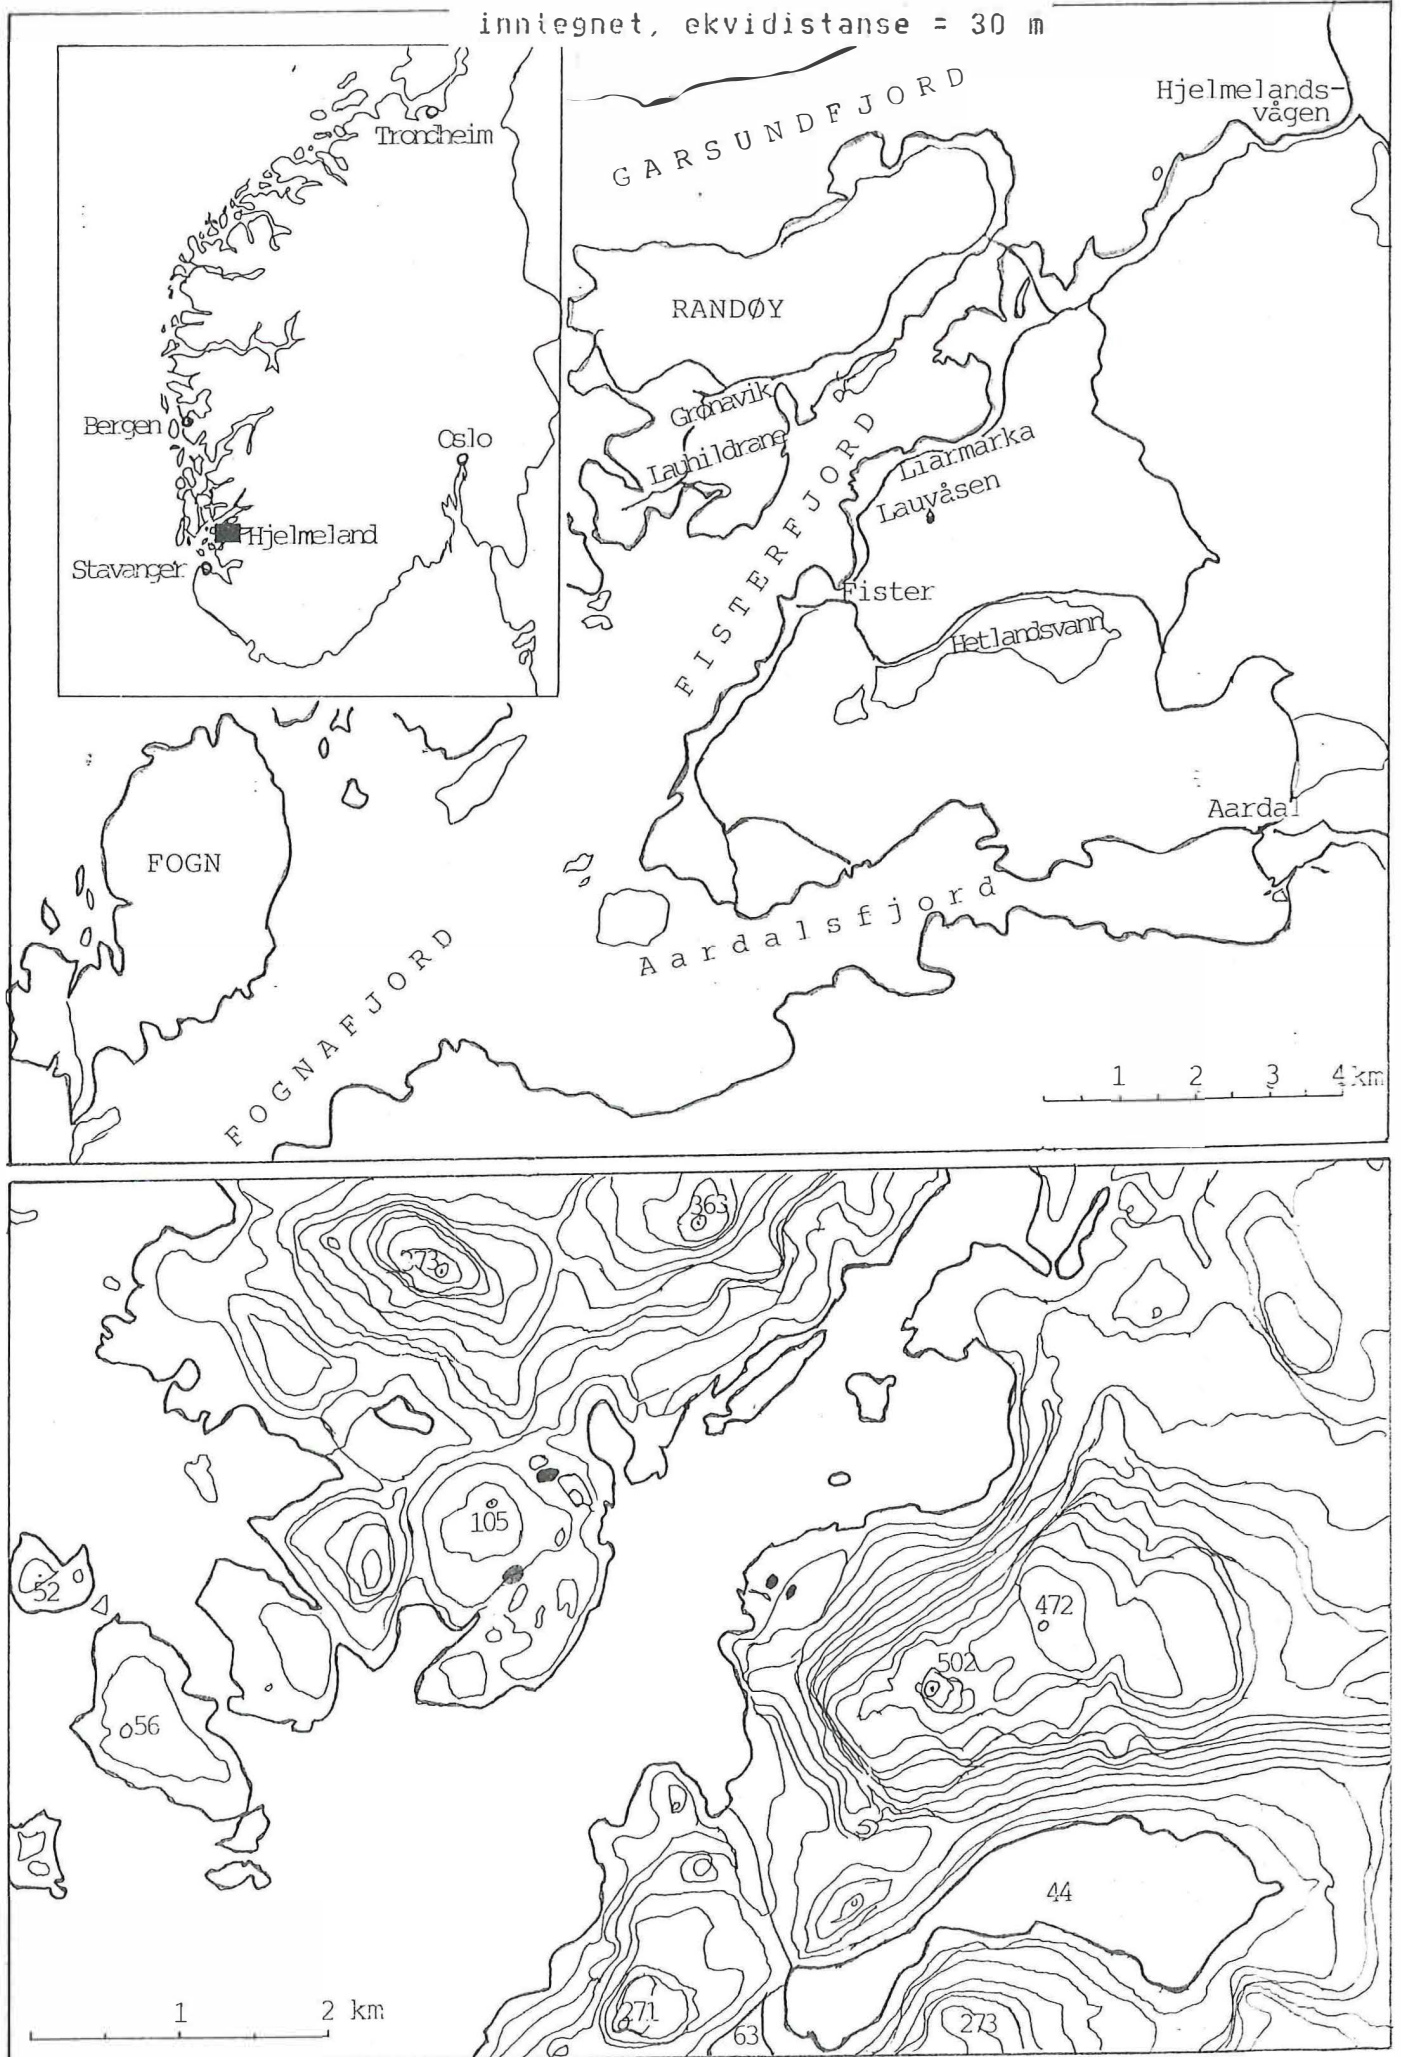 inntegnet, ekvidistanse = 30 m
Trondheim
Bergen
Oslo
Hjelmeland
Stavanger
GARSUNDFJORD
Hjelmelands-
vågen
RANDØY
Grønavik
Lauhildrane
FISTERFJORD
Liarmarka
Lauvåsen
Fister
Hetlandsvann
Aardal
FOGN
Aardalsfjord
FOGNAFJORD
1 2 3 4 km
363
105
52
56
472
502
44
271
63
273
1 2 km